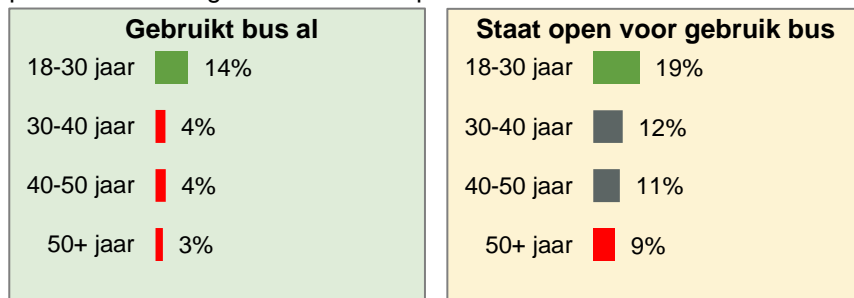 Gebruikt bus al
18-30 jaar 14%
30-40 jaar 4%
40-50 jaar 4%
50+ jaar 3%
Staat open voor gebruik bus
18-30 jaar 19%
30-40 jaar 12%
40-50 jaar 11%
50+ jaar 9%